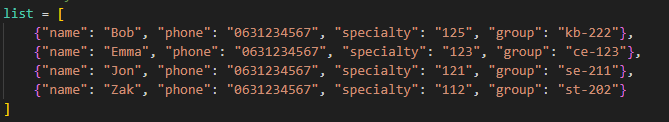 list = [
    {"name": "Bob", "phone": "0631234567", "specialty": "125", "group": "kb-222"},
    {"name": "Emma", "phone": "0631234567", "specialty": "123", "group": "ce-123"},
    {"name": "Jon", "phone": "0631234567", "specialty": "121", "group": "se-211"},
    {"name": "Zak", "phone": "0631234567", "specialty": "112", "group": "st-202"}
]